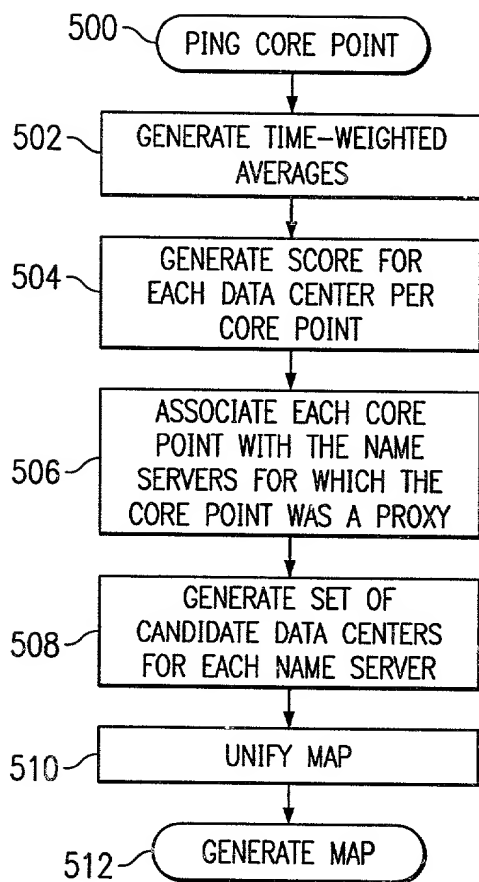 500
PING CORE POINT
502
GENERATE TIME-WEIGHTED
AVERAGES
504
GENERATE SCORE FOR
EACH DATA CENTER PER
CORE POINT
506
ASSOCIATE EACH CORE
POINT WITH THE NAME
SERVERS FOR WHICH THE
CORE POINT WAS A PROXY
508
GENERATE SET OF
CANDIDATE DATA CENTERS
FOR EACH NAME SERVER
510
UNIFY MAP
512
GENERATE MAP